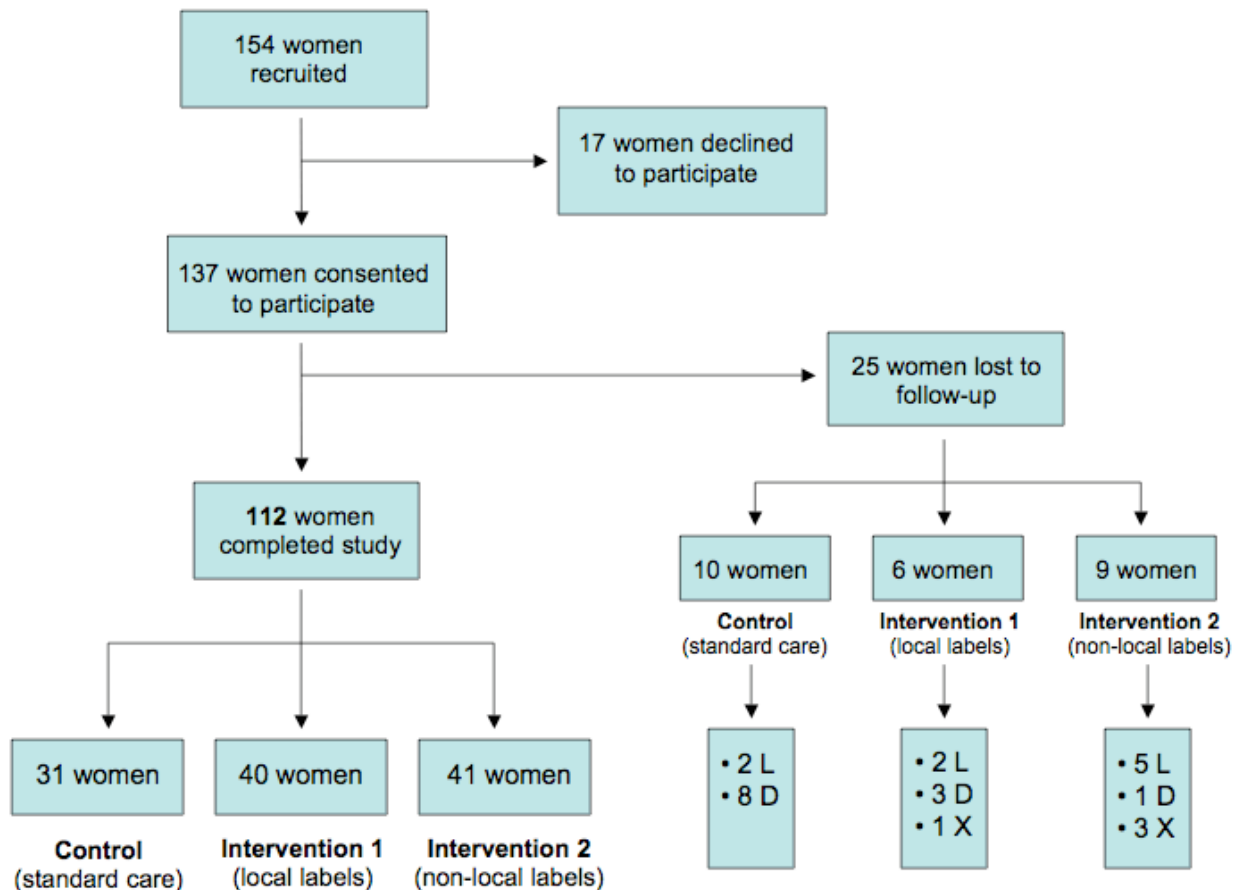 154 women
recruited
17 women declined
to participate
137 women consented
to participate
25 women lost to
follow-up
112 women
completed study
10 women
6 women
9 women
Control
(standard care)
Intervention 1
(local labels)
Intervention 2
(non-local labels)
31 women
40 women
41 women
Control
(standard care)
Intervention 1
(local labels)
Intervention 2
(non-local labels)
• 2 L
• 8 D
• 2 L
• 3 D
• 1 X
• 5 L
• 1 D
• 3 X